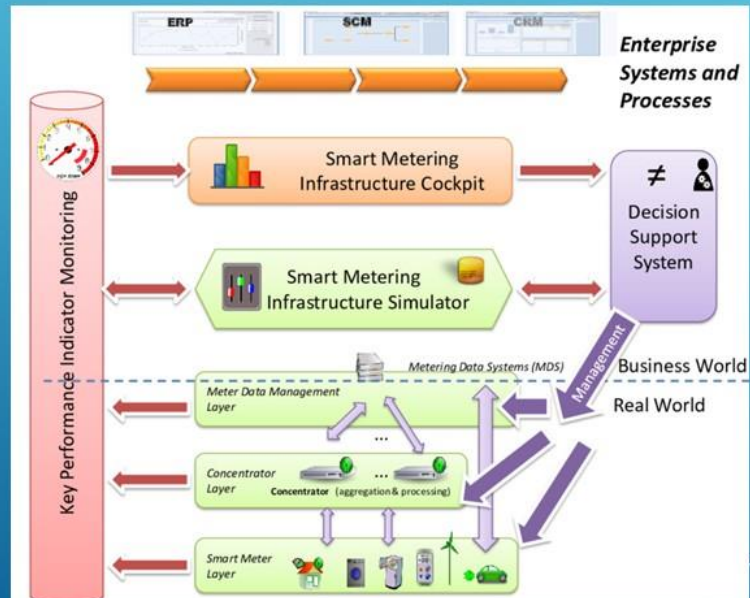 ERP
SCM
CRM
Enterprise
Systems and
Processes
Key Performance Indicator Monitoring
Smart Metering
Infrastructure Cockpit
≠
Decision
Support
System
Smart Metering
Infrastructure Simulator
Management
Metering Data Systems (MDS)
Business World
Meter Data Management
Layer
Real World
...
Concentrator
Layer
...
Concentrator (aggregation & processing)
Smart Meter
Layer